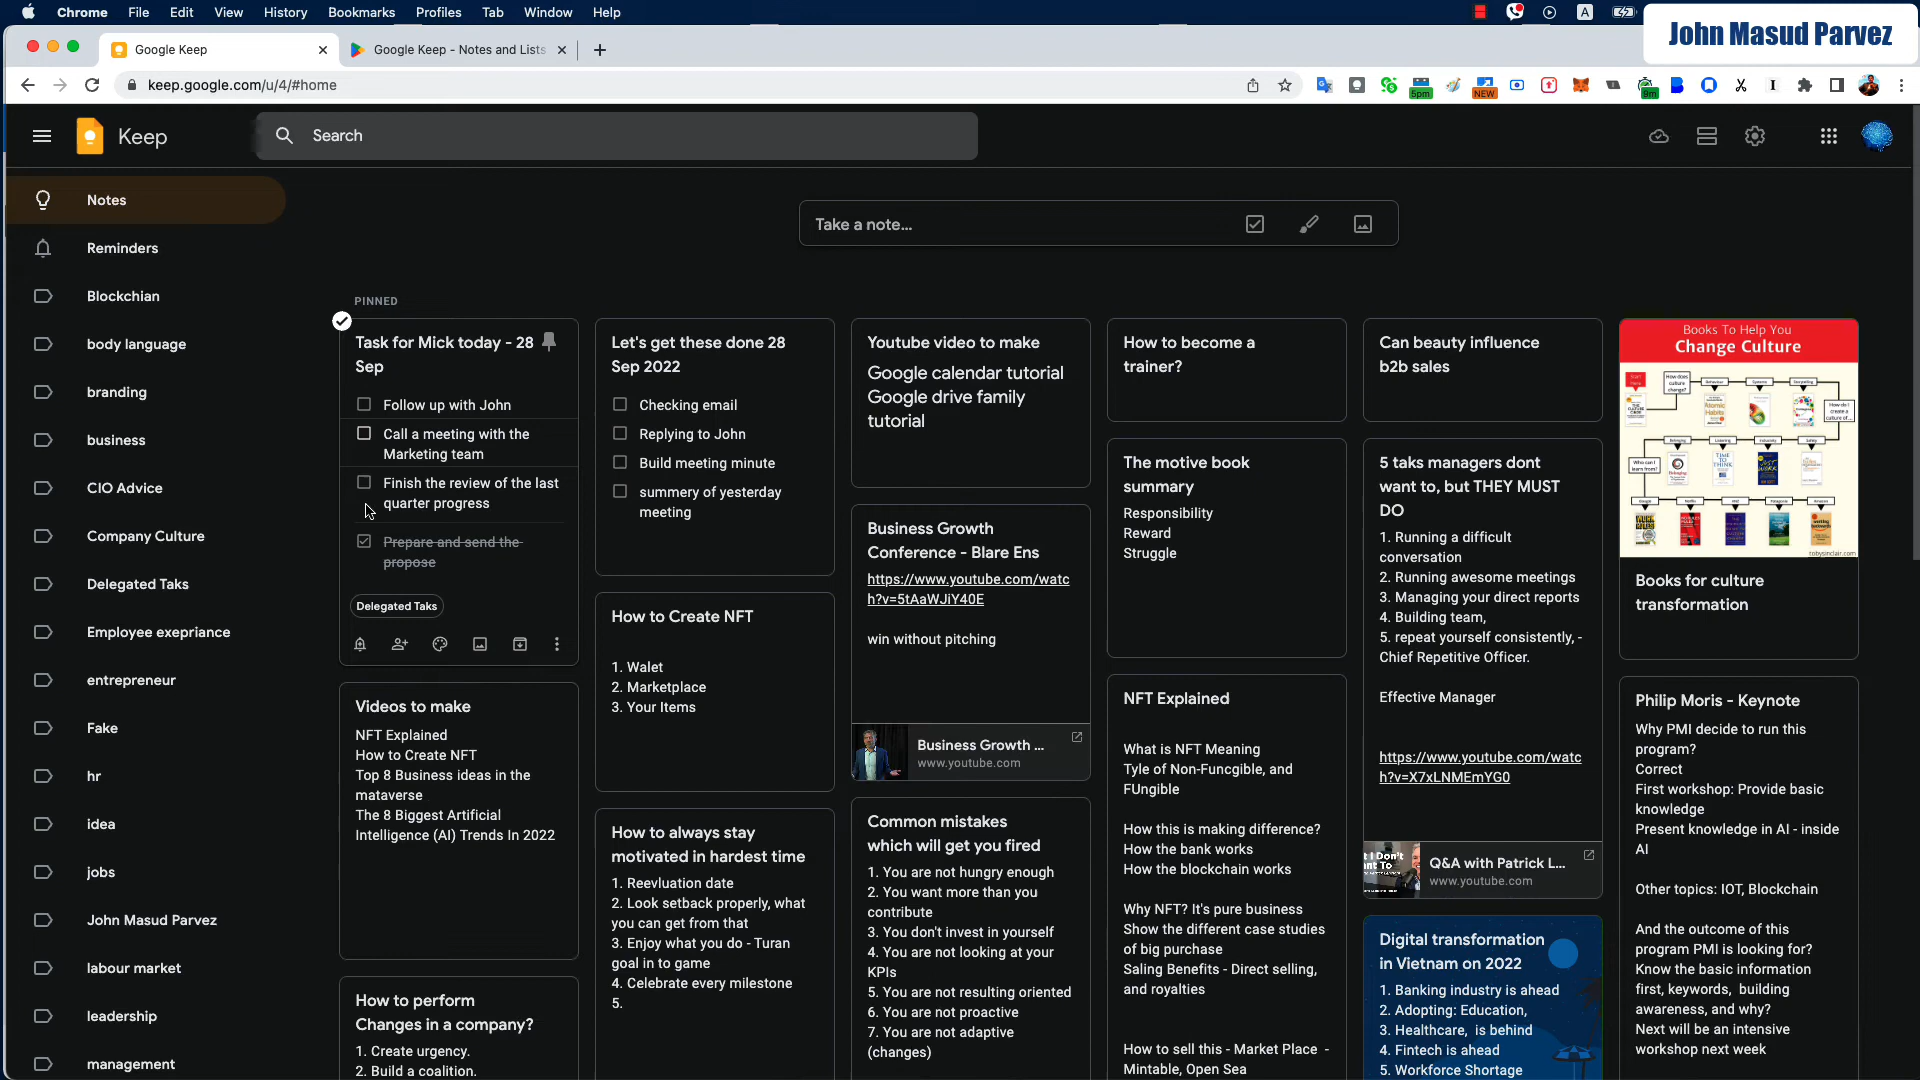 Chrome File Edit View History Bookmarks Profiles Tab Window Help
A
John Masud Parvez
Google Keep
Google Keep - Notes and Lists
keep.google.com/u/4/#home
5pm
NEW
9m
Keep
Search
Notes
Reminders
Blockchian
body language
branding
business
CIO Advice
Company Culture
Delegated Taks
Employee exepriance
entrepreneur
Fake
hr
idea
jobs
John Masud Parvez
labour market
leadership
management
Take a note...
PINNED
Task for Mick today - 28
Sep
Follow up with John
Call a meeting with the
Marketing team
Finish the review of the last
quarter progress
Prepare and send the
propose
Delegated Taks
Videos to make
NFT Explained
How to Create NFT
Top 8 Business ideas in the
mataverse
The 8 Biggest Artificial
Intelligence (AI) Trends In 2022
How to perform
Changes in a company?
1. Create urgency.
2. Build a coalition.
Let's get these done 28
Sep 2022
Checking email
Replying to John
Build meeting minute
summery of yesterday
meeting
How to Create NFT
1. Walet
2. Marketplace
3. Your Items
How to always stay
motivated in hardest time
1. Reevluation date
2. Look setback properly, what
you can get from that
3. Enjoy what you do - Turan
goal in to game
4. Celebrate every milestone
5.
Youtube video to make
Google calendar tutorial
Google drive family
tutorial
Business Growth
Conference - Blare Ens
https://www.youtube.com/watc
h?v=5tAaWJiY40E
win without pitching
Business Growth ...
www.youtube.com
Common mistakes
which will get you fired
1. You are not hungry enough
2. You want more than you
contribute
3. You don't invest in yourself
4. You are not looking at your
KPIs
5. You are not resulting oriented
6. You are not proactive
7. You are not adaptive
(changes)
How to become a
trainer?
The motive book
summary
Responsibility
Reward
Struggle
NFT Explained
What is NFT Meaning
Tyle of Non-Funcgible, and
FUngible
How this is making difference?
How the bank works
How the blockchain works
Why NFT? It's pure business
Show the different case studies
of big purchase
Saling Benefits - Direct selling,
and royalties
How to sell this - Market Place -
Mintable, Open Sea
Can beauty influence
b2b sales
5 taks managers dont
want to, but THEY MUST
DO
1. Running a difficult
conversation
2. Running awesome meetings
3. Managing your direct reports
4. Building team,
5. repeat yourself consistently, -
Chief Repetitive Officer.
Effective Manager
https://www.youtube.com/watc
h?v=X7xLNMEmYG0
Q&A with Patrick L...
www.youtube.com
Digital transformation
in Vietnam on 2022
1. Banking industry is ahead
2. Adopting: Education,
3. Healthcare, is behind
4. Fintech is ahead
5. Workforce Shortage
Books To Help You
Change Culture
tobysinclair.com
Books for culture
transformation
Philip Moris - Keynote
Why PMI decide to run this
program?
Correct
First workshop: Provide basic
knowledge
Present knowledge in AI - inside
AI
Other topics: IOT, Blockchain
And the outcome of this
program PMI is looking for?
Know the basic information
first, keywords, building
awareness, and why?
Next will be an intensive
workshop next week